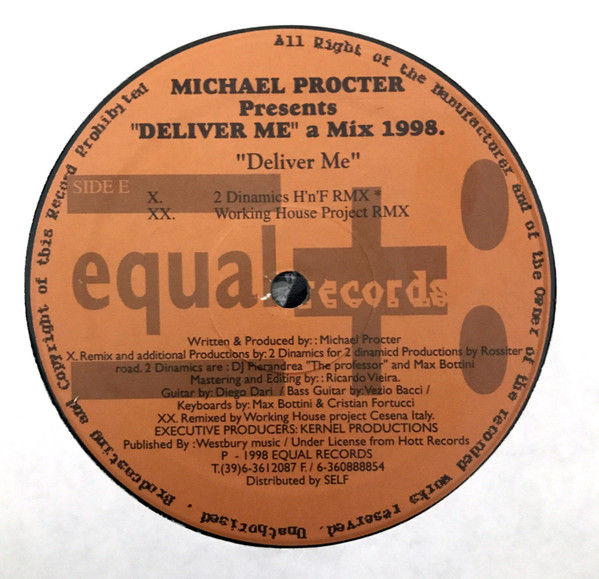 All Right of the Manufacturer and of the Owner of the recorded Works reserved. Unathorised. Brodcasting and Copyright of this Record Prohibited
MICHAEL PROCTER
Presents
"DELIVER ME" a Mix 1998.
"Deliver Me"
SIDE E
X. 2 Dinamics H'n'F RMX *
XX. Working House Project RMX
equal records
Written & Produced by: : Michael Procter
X. Remix and additional Productions by: 2 Dinamics for 2 dinamicd Productions by Rossiter
road. 2 Dinamics are : DJ Pierandrea "The professor" and Max Bottini
Mastering and Editing by: : Ricardo Vieira.
Guitar by: Diego Dari / Bass Guitar by:Vezio Bacci /
Keyboards by: Max Bottini & Cristian Fortucci
XX. Remixed by Working House project Cesena Italy.
EXECUTIVE PRODUCERS: KERNEL PRODUCTIONS
Published By :Westbury music / Under License from Hott Records
P - 1998 EQUAL RECORDS
T.(39)6-3612087 F. / 6-360888854
Distributed by SELF